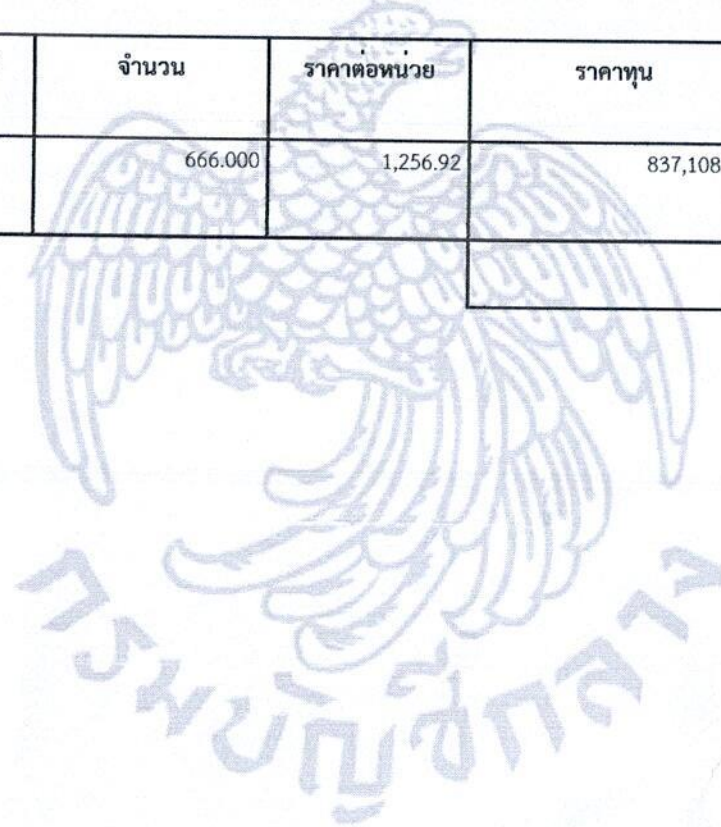 จำนวน ราคาต่อหน่วย ราคาทุน
666.000 1,256.92 837,108
กรมบัญชีกลาง